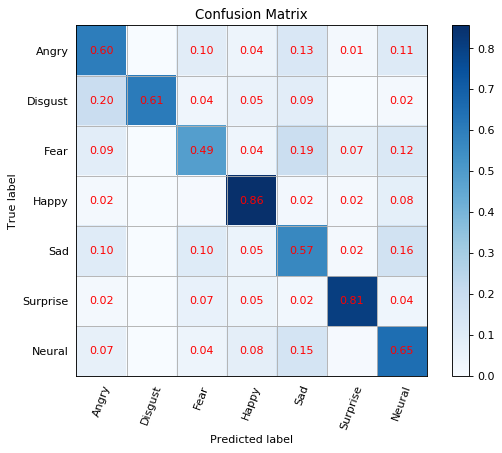 Confusion Matrix
True label
Angry 0.60 0.10 0.04 0.13 0.01 0.11
Disgust 0.20 0.61 0.04 0.05 0.09 0.02
Fear 0.09 0.49 0.04 0.19 0.07 0.12
Happy 0.02 0.86 0.02 0.02 0.08
Sad 0.10 0.10 0.05 0.57 0.02 0.16
Surprise 0.02 0.07 0.05 0.02 0.81 0.04
Neural 0.07 0.04 0.08 0.15 0.65
Angry Disgust Fear Happy Sad Surprise Neural
Predicted label
0.8
0.7
0.6
0.5
0.4
0.3
0.2
0.1
0.0